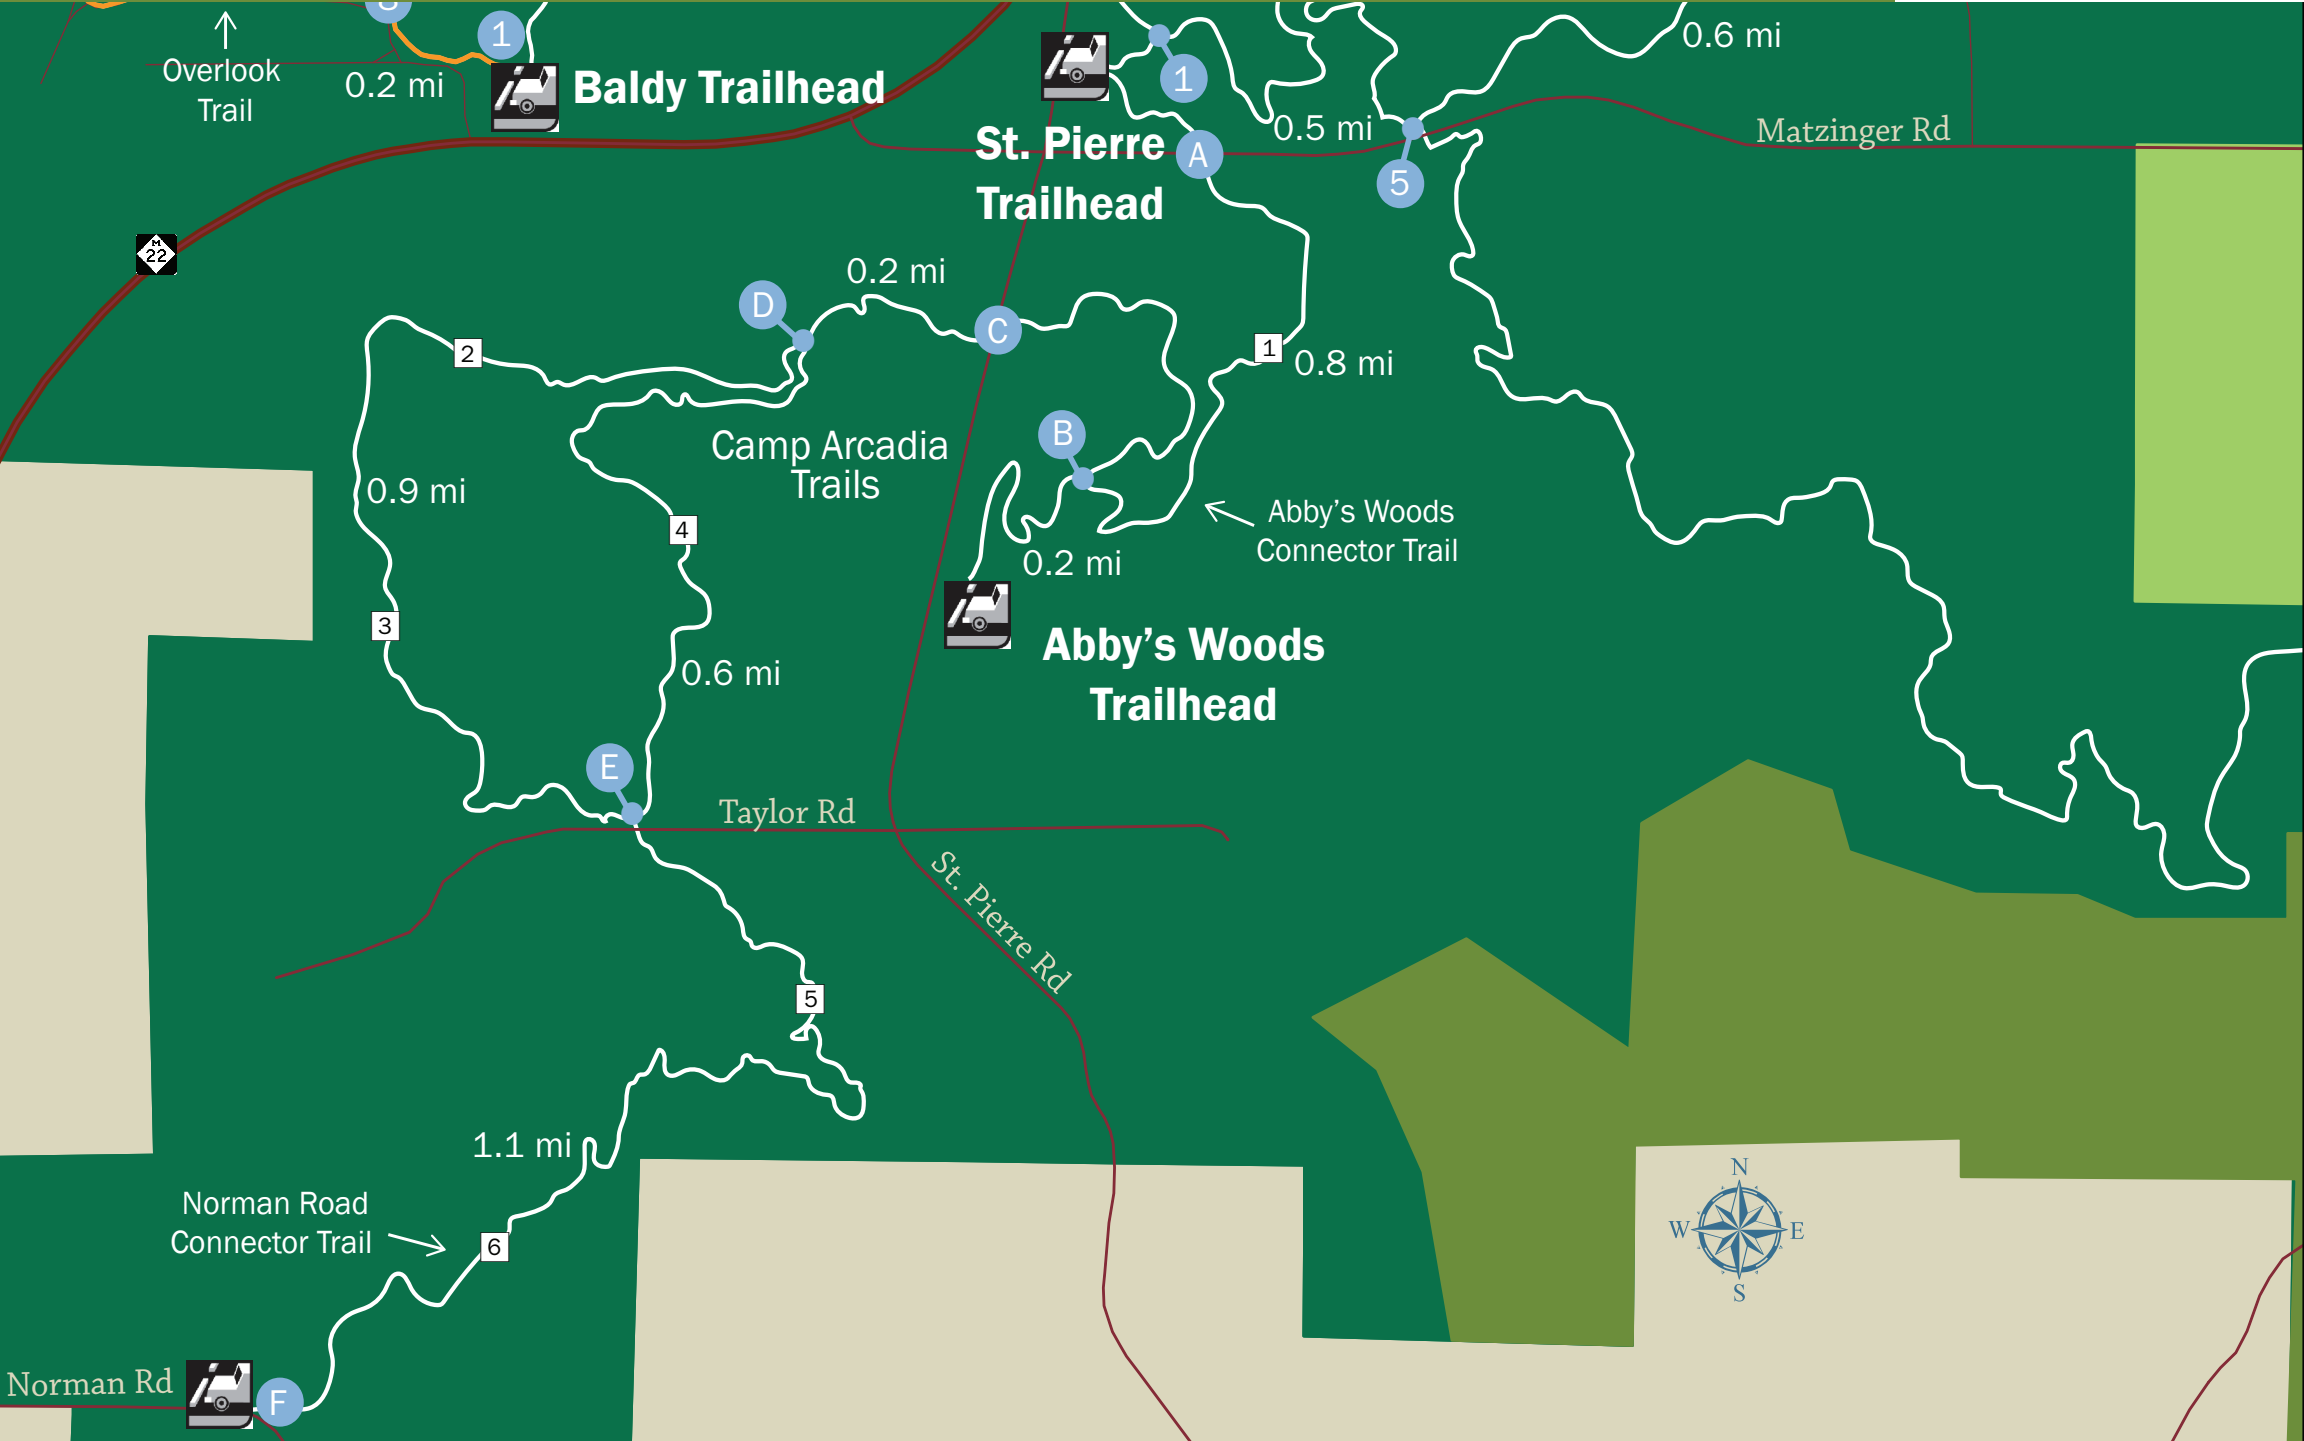 8
1
0.6 mi
Overlook
Trail
0.2 mi
Baldy Trailhead
1
St. Pierre
Trailhead
A
0.5 mi
5
Matzinger Rd
M
22
D
0.2 mi
C
2
1
0.8 mi
B
Camp Arcadia
Trails
0.9 mi
4
Abby’s Woods
Connector Trail
0.2 mi
3
Abby’s Woods
Trailhead
0.6 mi
E
Taylor Rd
St. Pierre Rd
5
1.1 mi
Norman Road
Connector Trail
6
N
W
E
S
Norman Rd
F